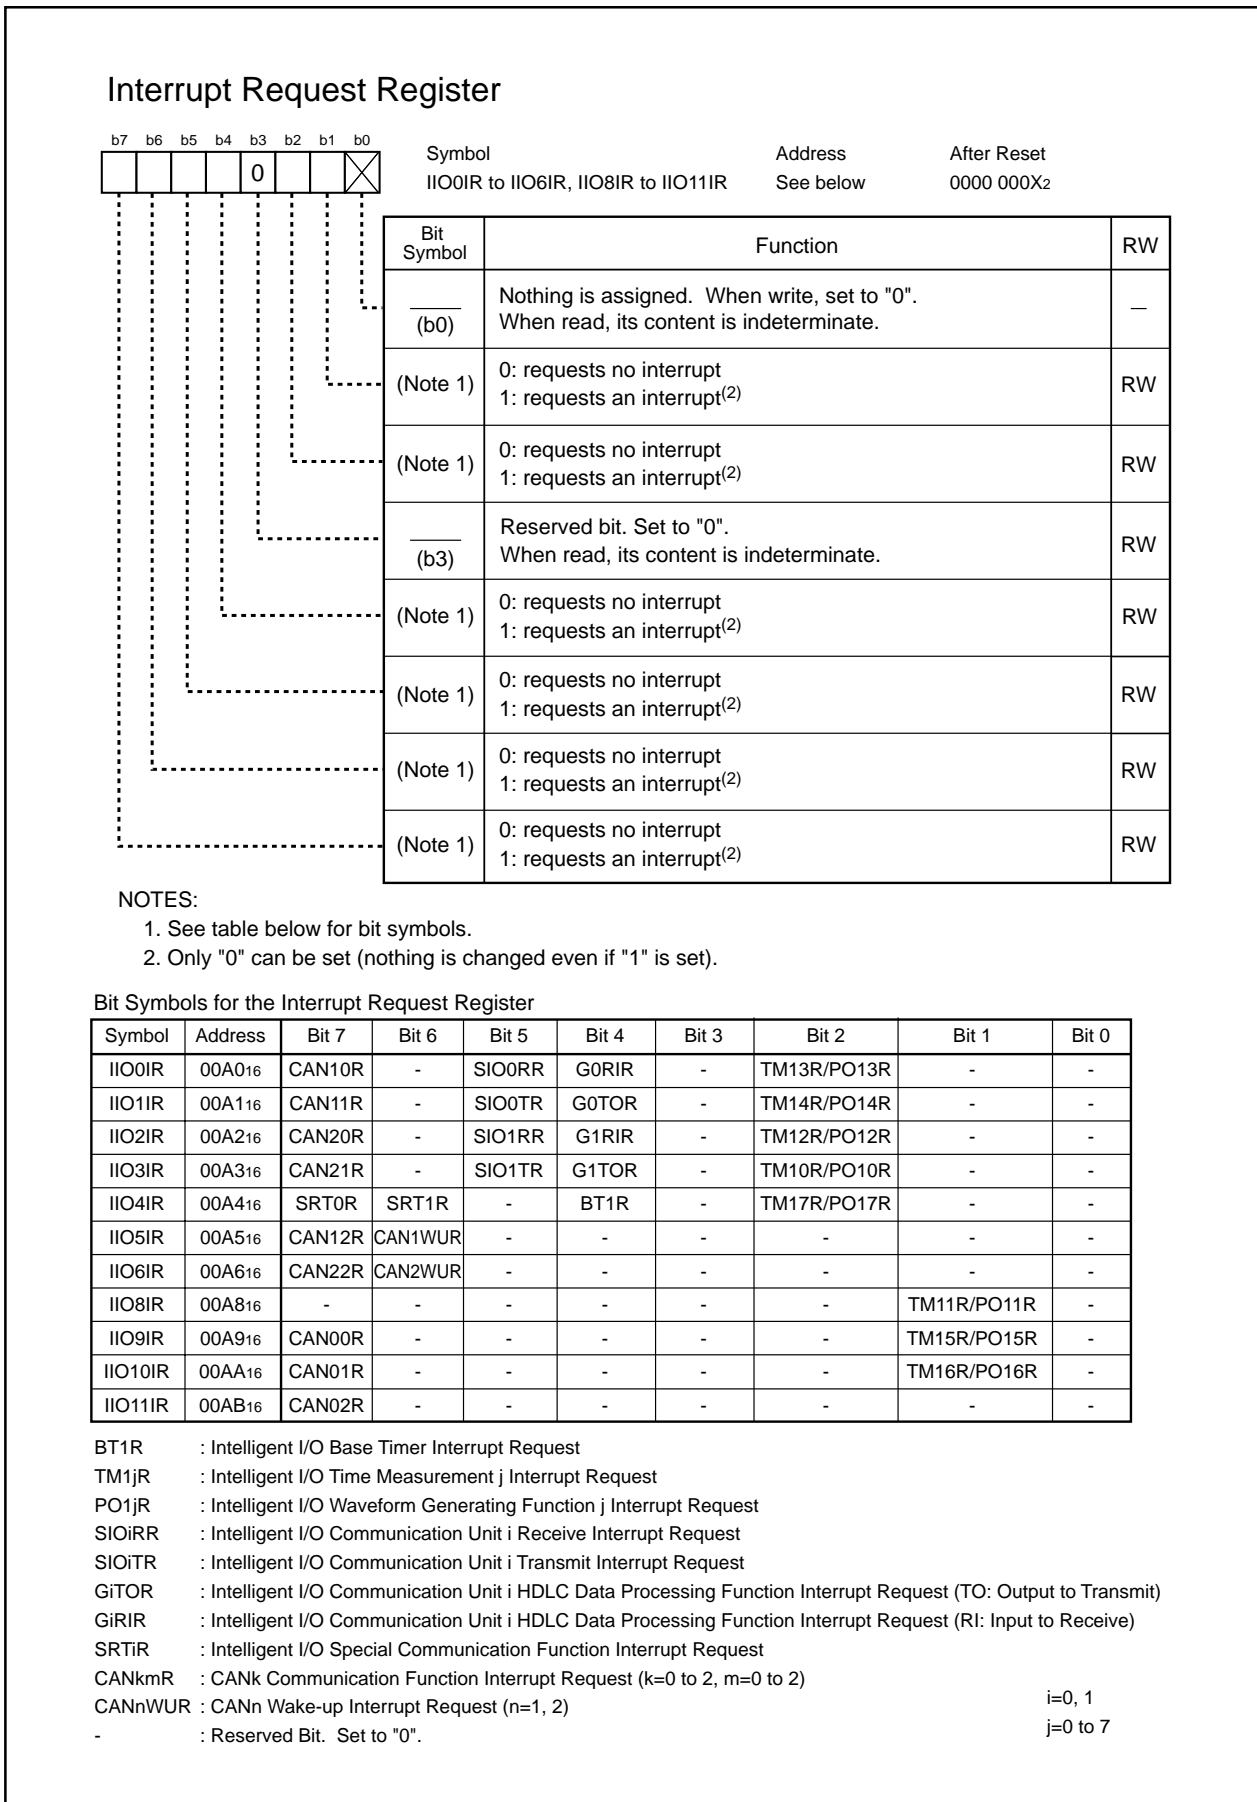 Interrupt Request Register
b7 b6 b5 b4 b3 b2 b1 b0
0
Symbol Address After Reset
IIO0IR to IIO6IR, IIO8IR to IIO11IR See below 0000 000X2
Bit Symbol Function RW
(b0) Nothing is assigned. When write, set to "0". —
When read, its content is indeterminate.
(Note 1) 0: requests no interrupt RW
1: requests an interrupt(2)
(Note 1) 0: requests no interrupt RW
1: requests an interrupt(2)
(b3) Reserved bit. Set to "0". RW
When read, its content is indeterminate.
(Note 1) 0: requests no interrupt RW
1: requests an interrupt(2)
(Note 1) 0: requests no interrupt RW
1: requests an interrupt(2)
(Note 1) 0: requests no interrupt RW
1: requests an interrupt(2)
(Note 1) 0: requests no interrupt RW
1: requests an interrupt(2)
NOTES:
1. See table below for bit symbols.
2. Only "0" can be set (nothing is changed even if "1" is set).
Bit Symbols for the Interrupt Request Register
Symbol Address Bit 7 Bit 6 Bit 5 Bit 4 Bit 3 Bit 2 Bit 1 Bit 0
IIO0IR 00A016 CAN10R - SIO0RR G0RIR - TM13R/PO13R - -
IIO1IR 00A116 CAN11R - SIO0TR G0TOR - TM14R/PO14R - -
IIO2IR 00A216 CAN20R - SIO1RR G1RIR - TM12R/PO12R - -
IIO3IR 00A316 CAN21R - SIO1TR G1TOR - TM10R/PO10R - -
IIO4IR 00A416 SRT0R SRT1R - BT1R - TM17R/PO17R - -
IIO5IR 00A516 CAN12R CAN1WUR - - - - - -
IIO6IR 00A616 CAN22R CAN2WUR - - - - - -
IIO8IR 00A816 - - - - - - TM11R/PO11R -
IIO9IR 00A916 CAN00R - - - - - TM15R/PO15R -
IIO10IR 00AA16 CAN01R - - - - - TM16R/PO16R -
IIO11IR 00AB16 CAN02R - - - - - - -
BT1R : Intelligent I/O Base Timer Interrupt Request
TM1jR : Intelligent I/O Time Measurement j Interrupt Request
PO1jR : Intelligent I/O Waveform Generating Function j Interrupt Request
SIOiRR : Intelligent I/O Communication Unit i Receive Interrupt Request
SIOiTR : Intelligent I/O Communication Unit i Transmit Interrupt Request
GiTOR : Intelligent I/O Communication Unit i HDLC Data Processing Function Interrupt Request (TO: Output to Transmit)
GiRIR : Intelligent I/O Communication Unit i HDLC Data Processing Function Interrupt Request (RI: Input to Receive)
SRTiR : Intelligent I/O Special Communication Function Interrupt Request
CANkmR : CANk Communication Function Interrupt Request (k=0 to 2, m=0 to 2)
CANnWUR : CANn Wake-up Interrupt Request (n=1, 2)
- : Reserved Bit. Set to "0".
i=0, 1
j=0 to 7